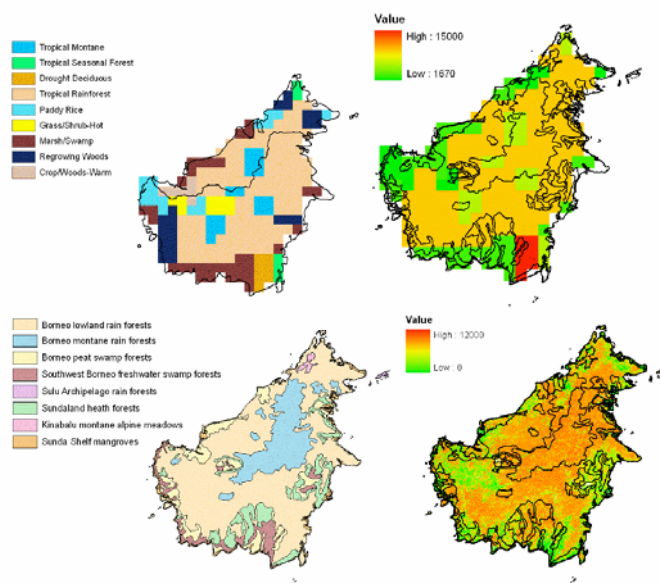 Tropical Montane
Tropical Seasonal Forest
Drought Deciduous
Tropical Rainforest
Paddy Rice
Grass/Shrub-Hot
Marsh/Swamp
Regrowing Woods
Crop/Woods-Warm
Value
High : 15000
Low : 1670
Borneo lowland rain forests
Borneo montane rain forests
Borneo peat swamp forests
Southwest Borneo freshwater swamp forests
Sulu Archipelago rain forests
Sundaland heath forests
Kinabalu montane alpine meadows
Sunda Shelf mangroves
Value
High : 12000
Low : 0